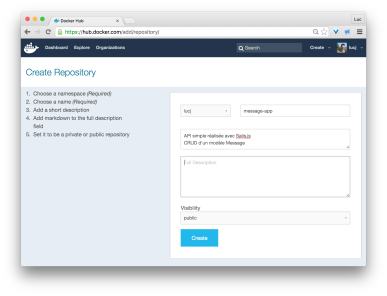 Docker Hub
Luc
https://hub.docker.com/add/repository/
Dashboard Explore Organizations
Search
Create
lucj
Create Repository
1. Choose a namespace (Required)
2. Choose a name (Required)
3. Add a short description
4. Add markdown to the full description
field
5. Set it to be a private or public repository
lucj
message-app
API simple réalisée avec Sails.js
CRUD d'un modèle Message
Full Description
Visibility
public
Create